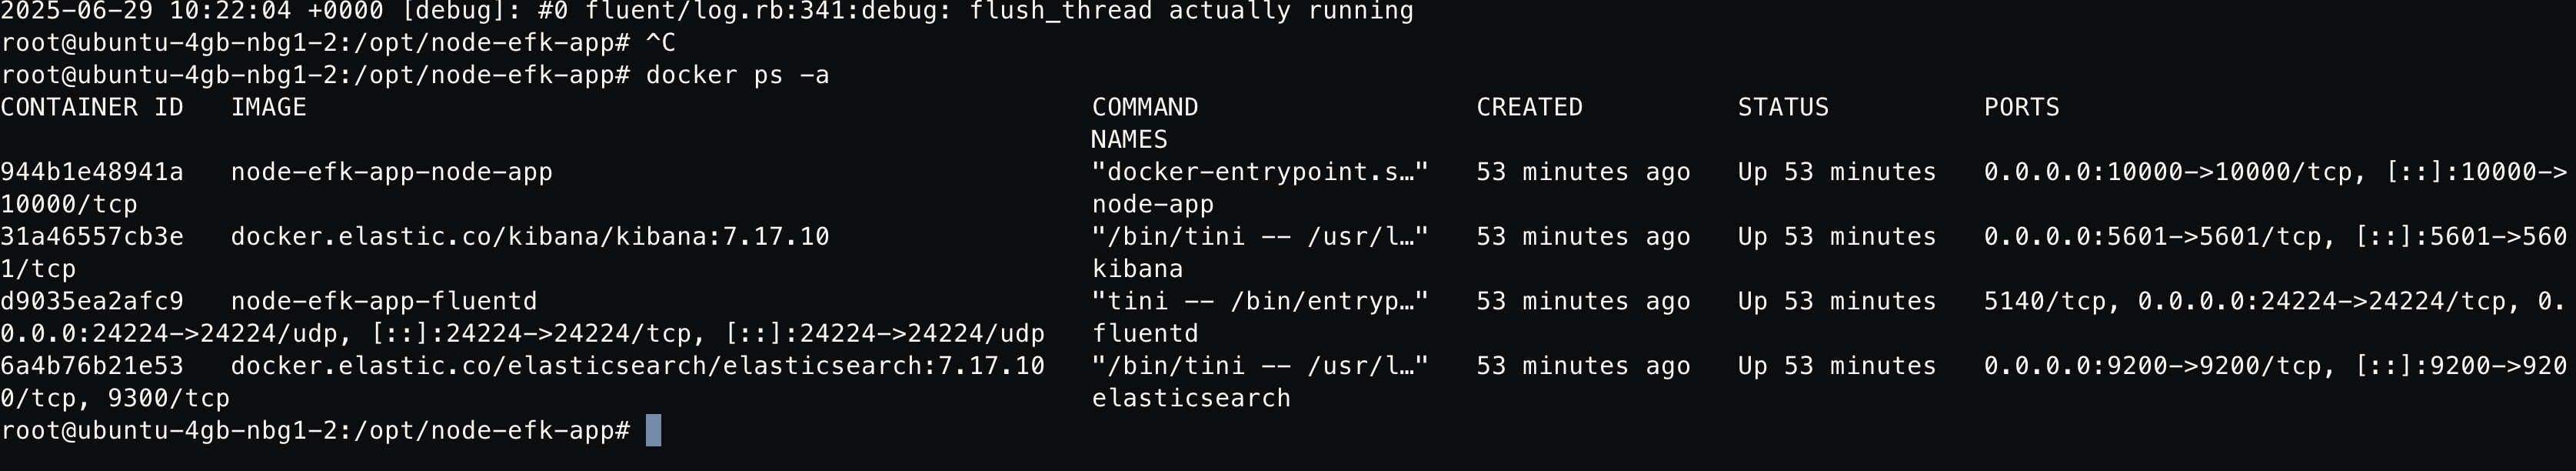 2025-06-29 10:22:04 +0000 [debug]: #0 fluent/log.rb:341:debug: flush_thread actually running
root@ubuntu-4gb-nbg1-2:/opt/node-efk-app# ^C
root@ubuntu-4gb-nbg1-2:/opt/node-efk-app# docker ps -a
CONTAINER ID   IMAGE                                                  COMMAND                  CREATED          STATUS          PORTS
                                                                       NAMES
944b1e48941a   node-efk-app-node-app                                  "docker-entrypoint.s…"   53 minutes ago   Up 53 minutes   0.0.0.0:10000->10000/tcp, [::]:10000->
10000/tcp                                                              node-app
31a46557cb3e   docker.elastic.co/kibana/kibana:7.17.10                "/bin/tini -- /usr/l…"   53 minutes ago   Up 53 minutes   0.0.0.0:5601->5601/tcp, [::]:5601->560
1/tcp                                                                  kibana
d9035ea2afc9   node-efk-app-fluentd                                   "tini -- /bin/entryp…"   53 minutes ago   Up 53 minutes   5140/tcp, 0.0.0.0:24224->24224/tcp, 0.
0.0.0:24224->24224/udp, [::]:24224->24224/tcp, [::]:24224->24224/udp   fluentd
6a4b76b21e53   docker.elastic.co/elasticsearch/elasticsearch:7.17.10   "/bin/tini -- /usr/l…"   53 minutes ago   Up 53 minutes   0.0.0.0:9200->9200/tcp, [::]:9200->920
0/tcp, 9300/tcp                                                        elasticsearch
root@ubuntu-4gb-nbg1-2:/opt/node-efk-app#